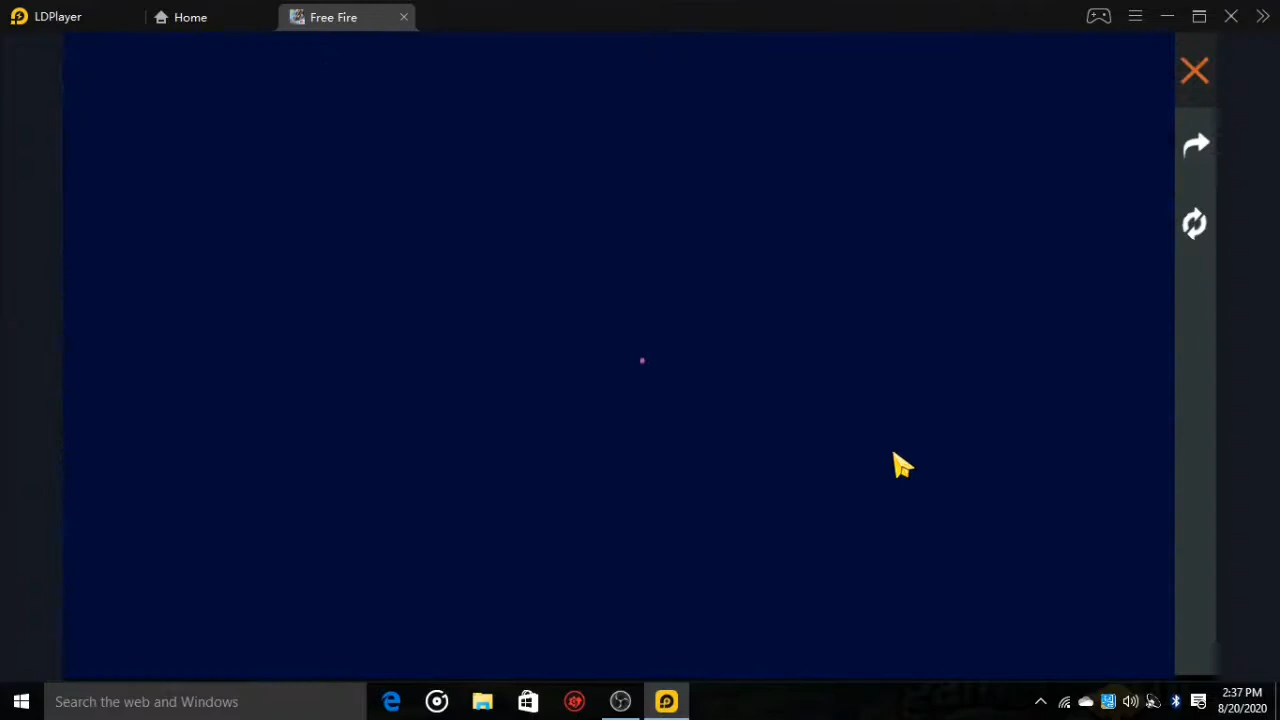 LDPlayer
Home
Free Fire
Search the web and Windows
2:37 PM
8/20/2020